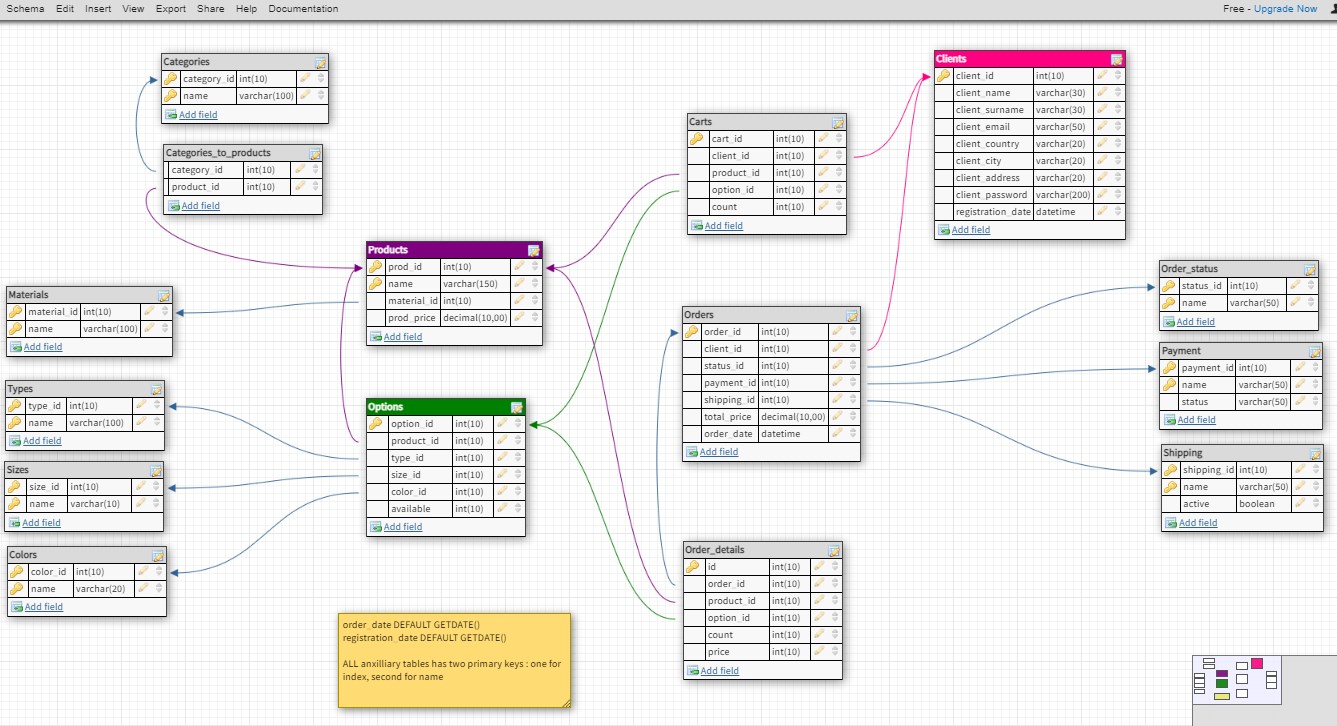 Schema Edit Insert View Export Share Help Documentation
Free - Upgrade Now
Categories
category_id int(10)
name varchar(100)
Add field
Categories_to_products
category_id int(10)
product_id int(10)
Add field
Products
prod_id int(10)
name varchar(150)
material_id int(10)
prod_price decimal(10,00)
Add field
Materials
material_id int(10)
name varchar(100)
Add field
Types
type_id int(10)
name varchar(100)
Add field
Sizes
size_id int(10)
name varchar(10)
Add field
Colors
color_id int(10)
name varchar(20)
Add field
Options
option_id int(10)
product_id int(10)
type_id int(10)
size_id int(10)
color_id int(10)
available int(10)
Add field
order_date DEFAULT GETDATE()
registration_date DEFAULT GETDATE()
ALL anxilliary tables has two primary keys : one for
index, second for name
Carts
cart_id int(10)
client_id int(10)
product_id int(10)
option_id int(10)
count int(10)
Add field
Orders
order_id int(10)
client_id int(10)
status_id int(10)
payment_id int(10)
shipping_id int(10)
total_price decimal(10,00)
order_date datetime
Add field
Order_details
id int(10)
order_id int(10)
product_id int(10)
option_id int(10)
count int(10)
price int(10)
Add field
Clients
client_id int(10)
client_name varchar(30)
client_surname varchar(30)
client_email varchar(50)
client_country varchar(20)
client_city varchar(20)
client_address varchar(20)
client_password varchar(200)
registration_date datetime
Add field
Order_status
status_id int(10)
name varchar(50)
Add field
Payment
payment_id int(10)
name varchar(50)
status varchar(50)
Add field
Shipping
shipping_id int(10)
name varchar(50)
active boolean
Add field